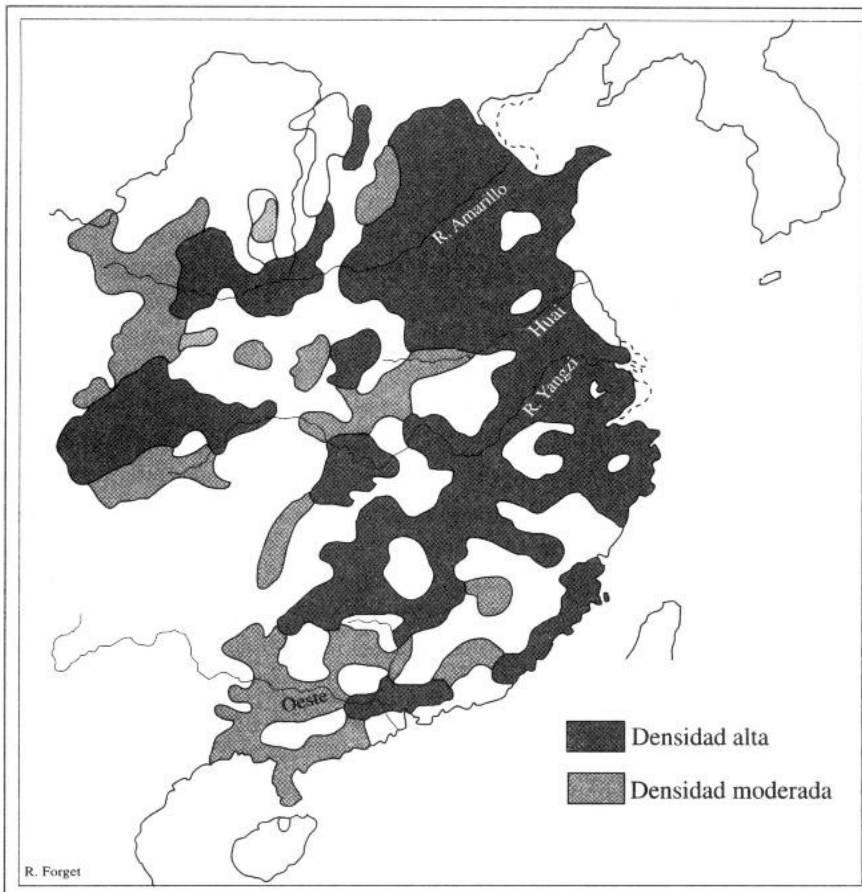 R. Amarillo
Huai
R. Yangzi
Oeste
Densidad alta
Densidad moderada
R. Forget